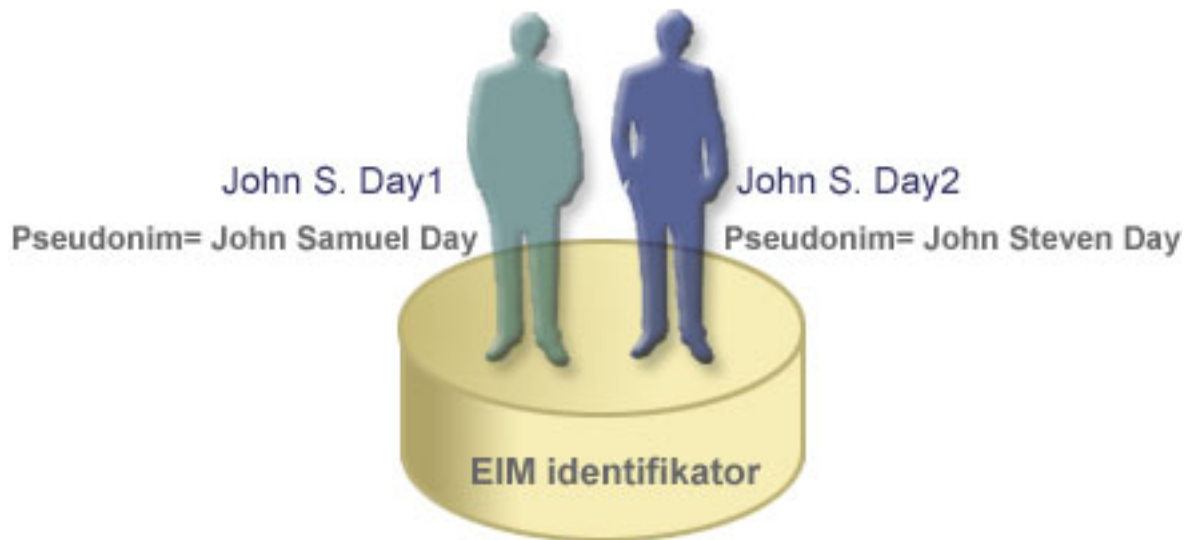 John S. Day1
John S. Day2
Pseudonim= John Samuel Day
Pseudonim= John Steven Day
EIM identifikator